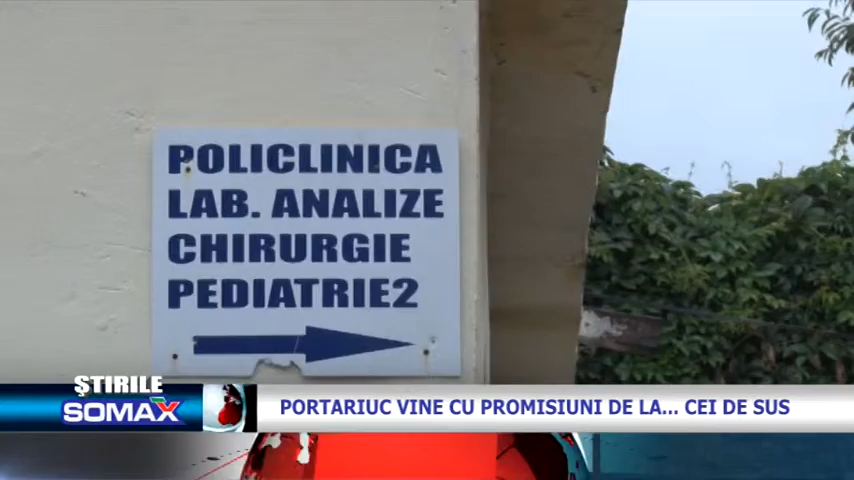 POLICLINICA
LAB. ANALIZE
CHIRURGIE
PEDIATRIE2
ŞTIRILE
SOMAX
PORTARIUC VINE CU PROMISIUNI DE LA... CEI DE SUS